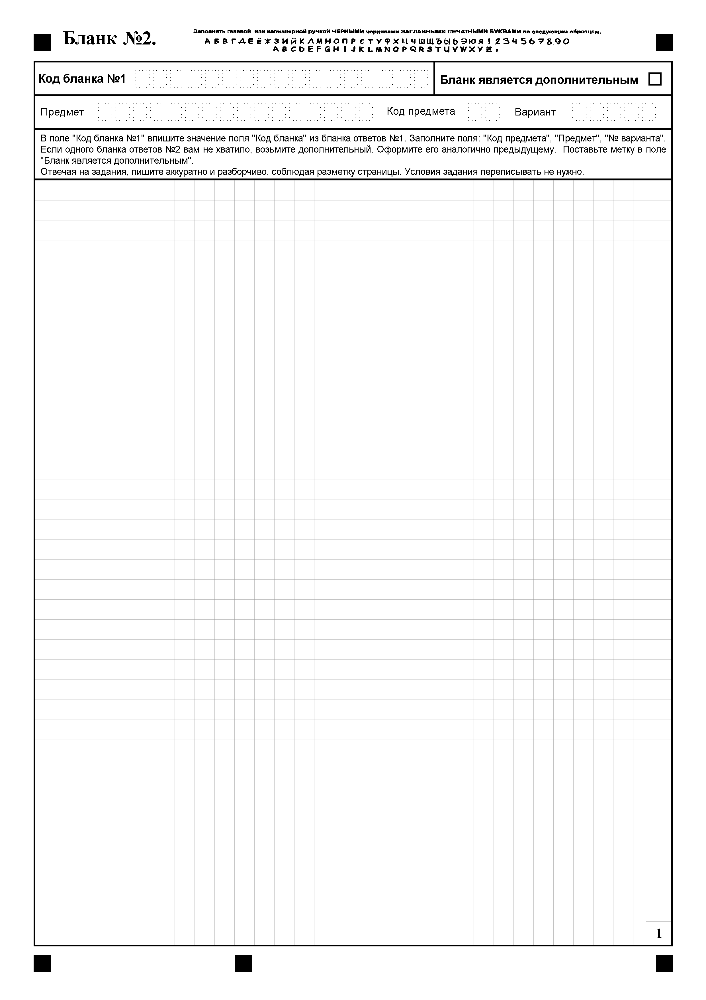 Бланк №2.
Заполнять гелевой или капиллярной ручкой ЧЕРНЫМИ чернилами ЗАГЛАВНЫМИ ПЕЧАТНЫМИ БУКВАМИ по следующим образцам.
А Б В Г Д Е Ё Ж З И Й К Л М Н О П Р С Т У Ф Х Ц Ч Ш Щ Ъ Ы Ь Э Ю Я 1 2 3 4 5 6 7 8 9 0
A B C D E F G H I J K L M N O P Q R S T U V W X Y Z ,
Код бланка №1
Бланк является дополнительным
Предмет Код предмета Вариант
В поле "Код бланка №1" впишите значение поля "Код бланка" из бланка ответов №1. Заполните поля: "Код предмета", "Предмет", "№ варианта".
Если одного бланка ответов №2 вам не хватило, возьмите дополнительный. Оформите его аналогично предыдущему. Поставьте метку в поле
"Бланк является дополнительным".
Отвечая на задания, пишите аккуратно и разборчиво, соблюдая разметку страницы. Условия задания переписывать не нужно.
1